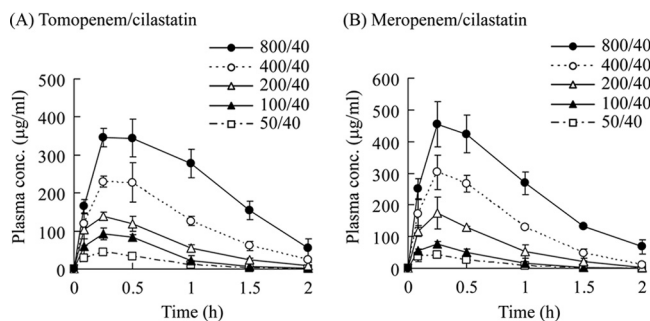 (A) Tomopenem/cilastatin
800/40
400/40
200/40
100/40
50/40
Plasma conc. (μg/ml)
500
400
300
200
100
0
0 0.5 1 1.5 2
Time (h)
(B) Meropenem/cilastatin
800/40
400/40
200/40
100/40
50/40
Plasma conc. (μg/ml)
600
500
400
300
200
100
0
0 0.5 1 1.5 2
Time (h)